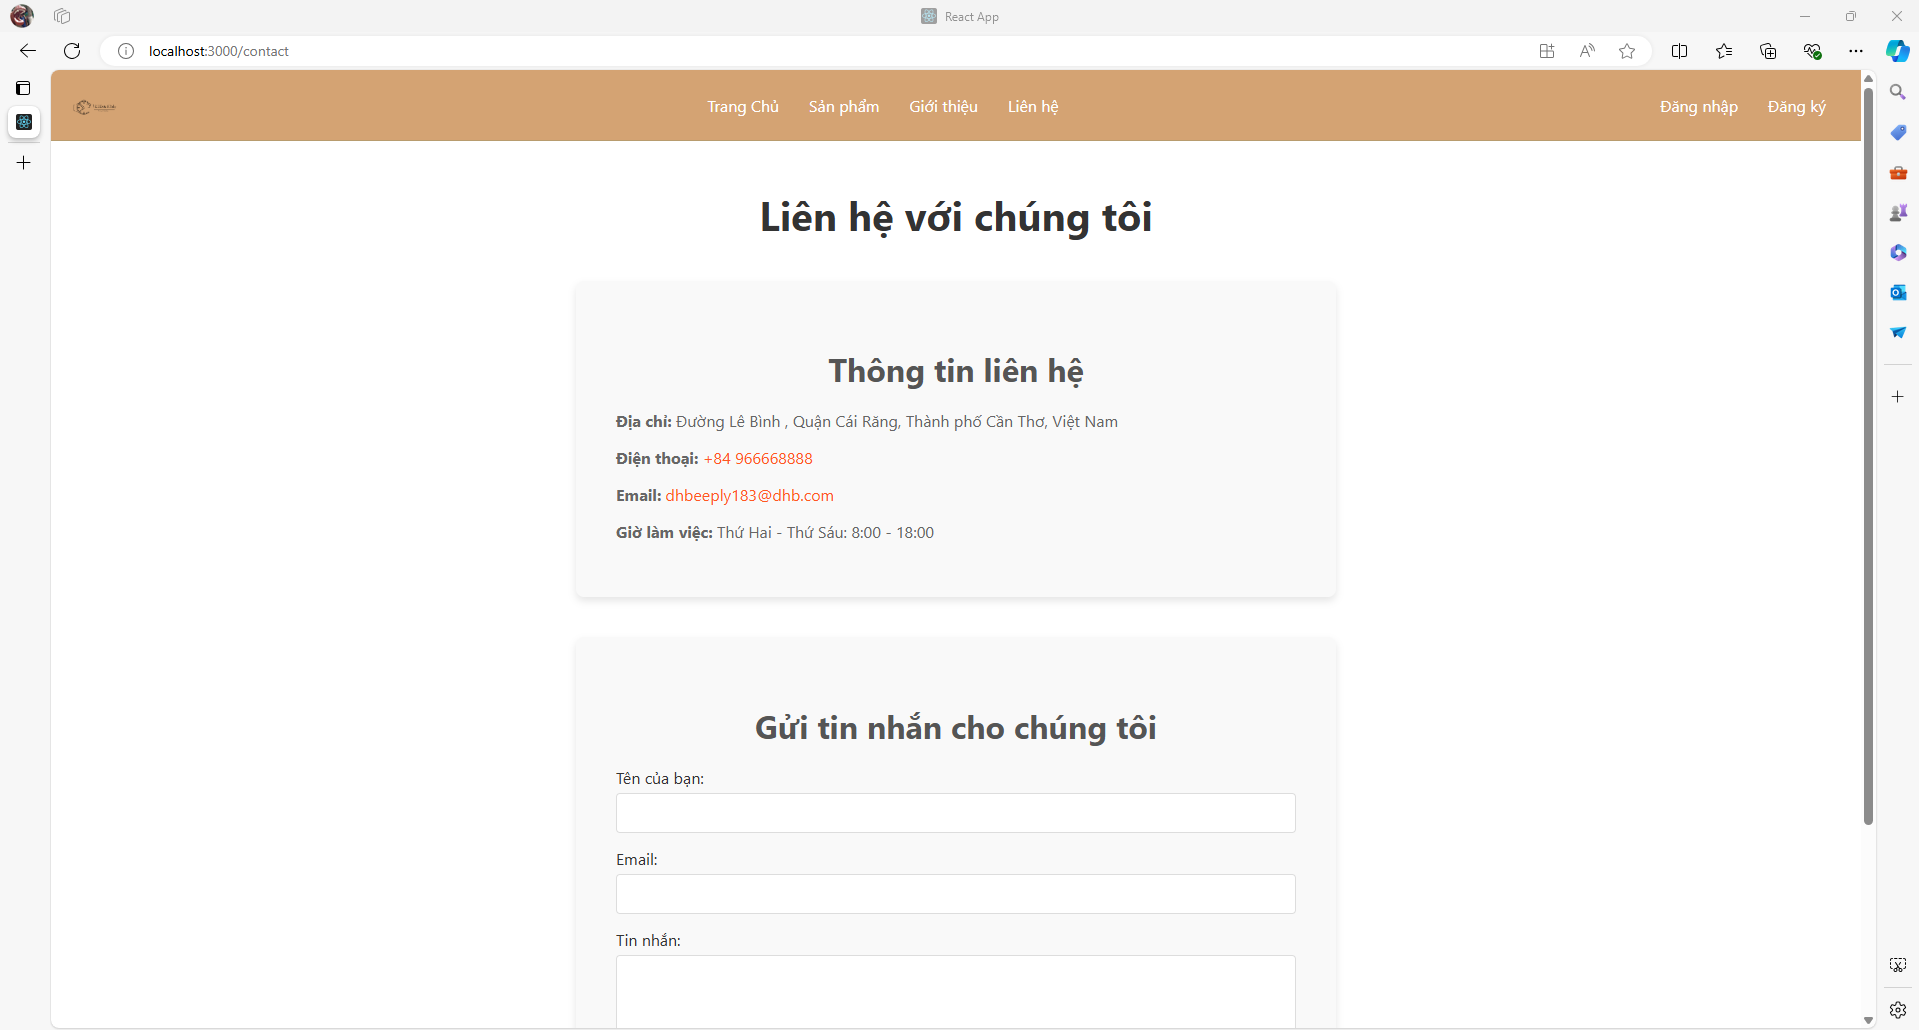 React App
localhost:3000/contact
Trang Chủ Sản phẩm Giới thiệu Liên hệ Đăng nhập Đăng ký
Liên hệ với chúng tôi
Thông tin liên hệ
Địa chỉ: Đường Lê Bình , Quận Cái Răng, Thành phố Cần Thơ, Việt Nam
Điện thoại: +84 966668888
Email: dhbeeply183@dhb.com
Giờ làm việc: Thứ Hai - Thứ Sáu: 8:00 - 18:00
Gửi tin nhắn cho chúng tôi
Tên của bạn:
Email:
Tin nhắn: